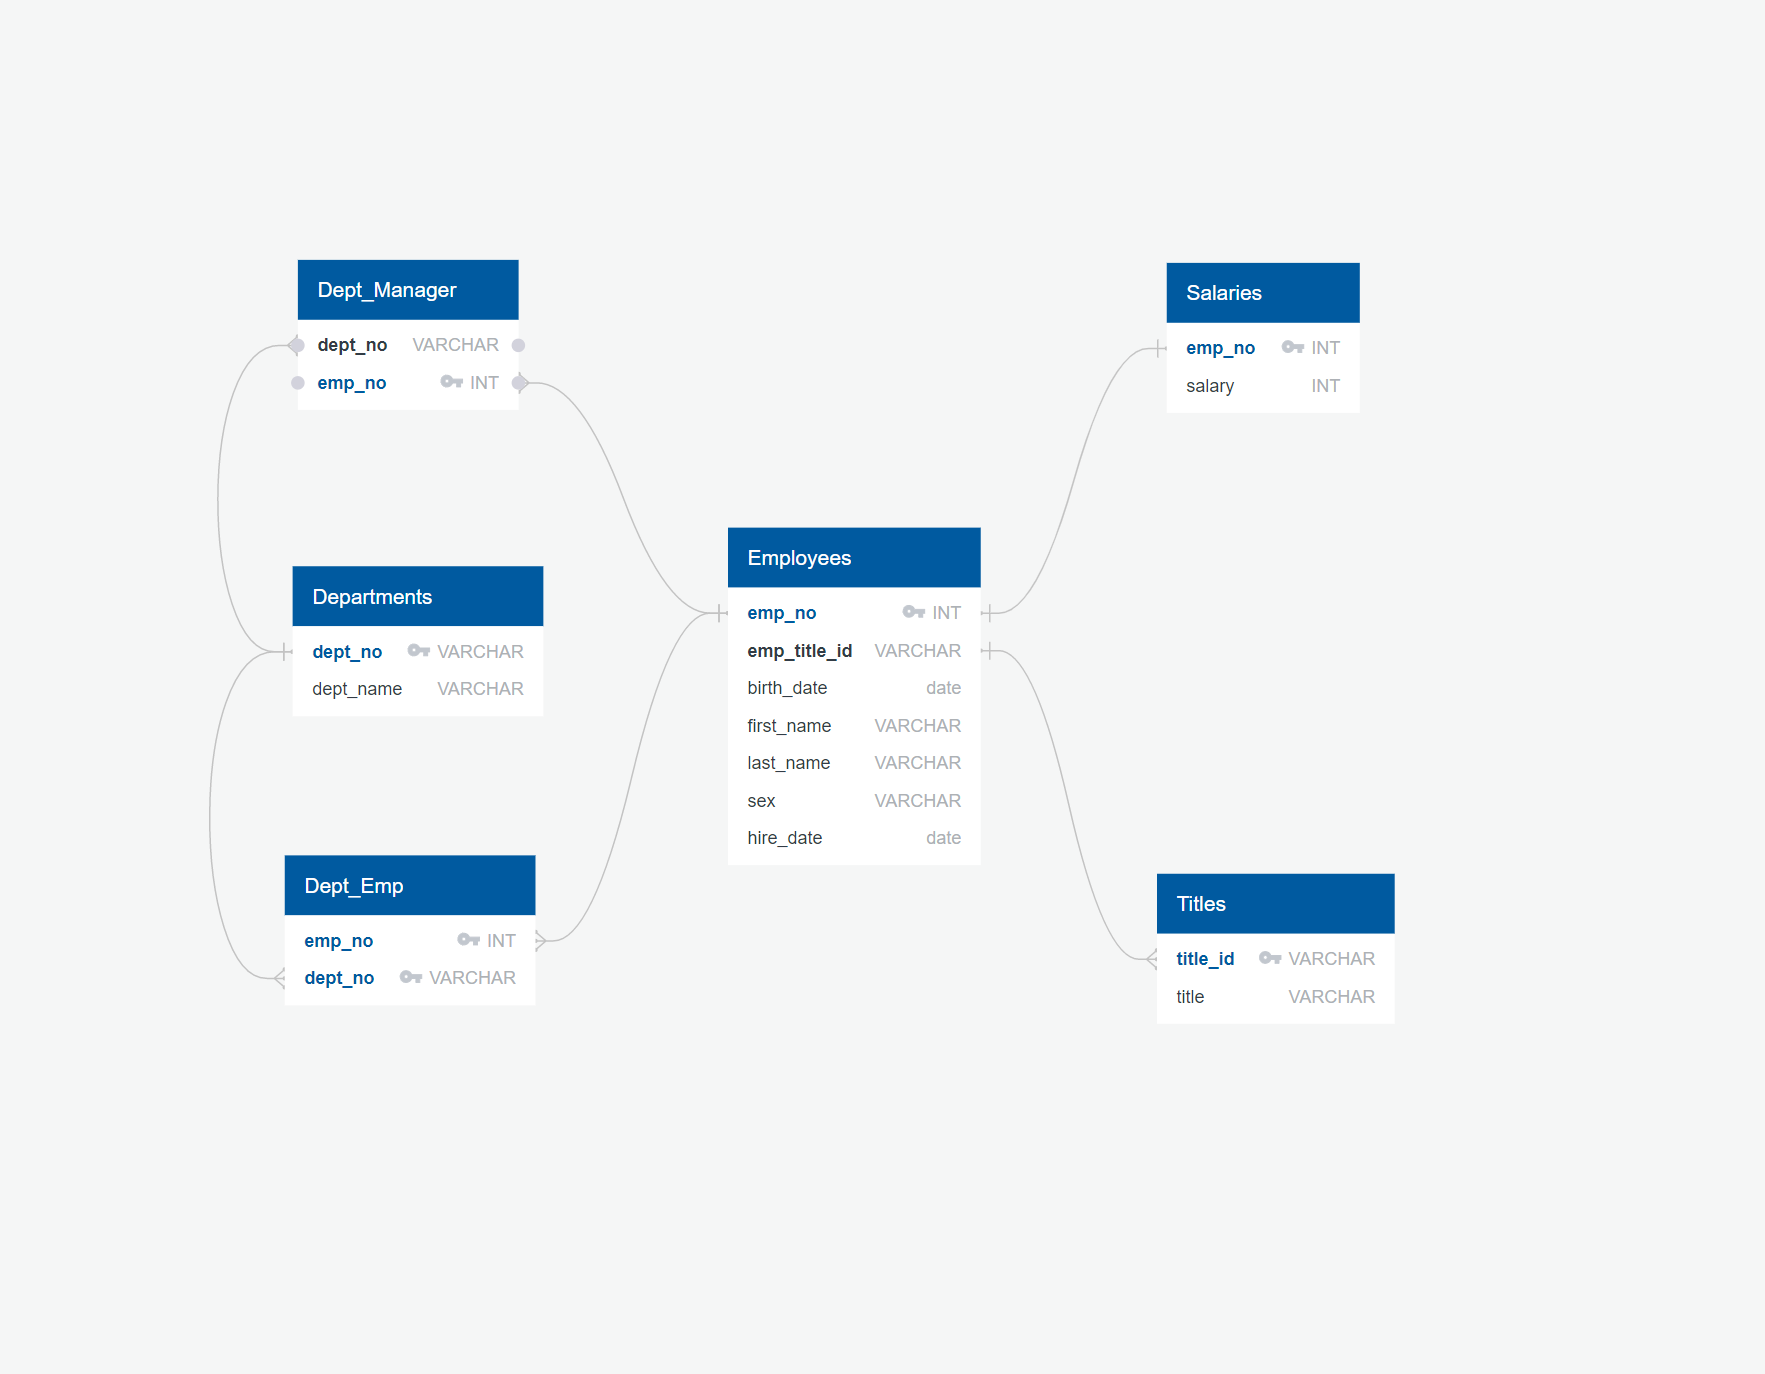 Dept_Manager
dept_no VARCHAR
emp_no INT
Salaries
emp_no INT
salary INT
Employees
emp_no INT
emp_title_id VARCHAR
birth_date date
first_name VARCHAR
last_name VARCHAR
sex VARCHAR
hire_date date
Departments
dept_no VARCHAR
dept_name VARCHAR
Dept_Emp
emp_no INT
dept_no VARCHAR
Titles
title_id VARCHAR
title VARCHAR